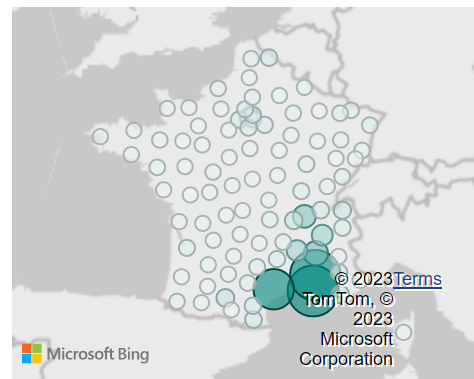 © 2023 Terms
TomTom, ©
2023
Microsoft
Corporation
Microsoft Bing